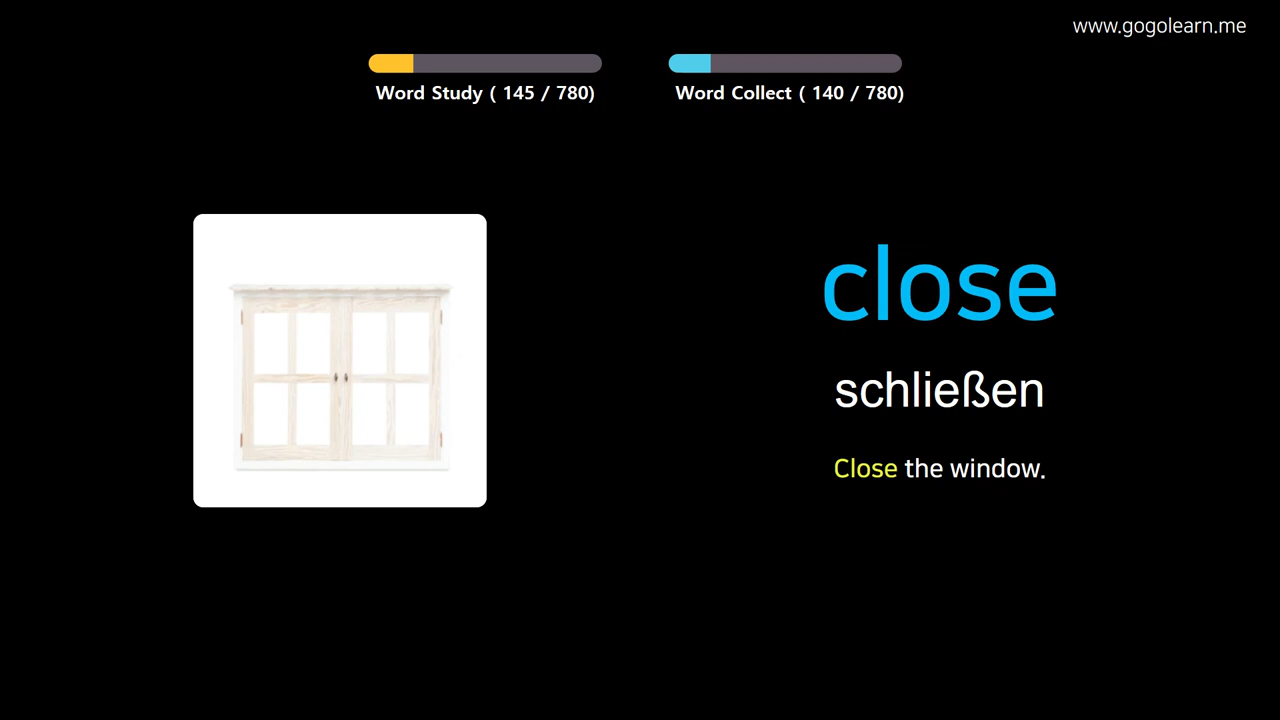 www.gogolearn.me
Word Study ( 145 / 780)
Word Collect ( 140 / 780)
close
schließen
Close the window.